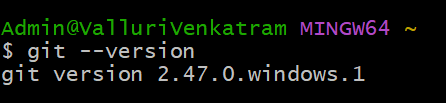 Admin@ValluriVenkatram MINGW64 ~
$ git --version
git version 2.47.0.windows.1